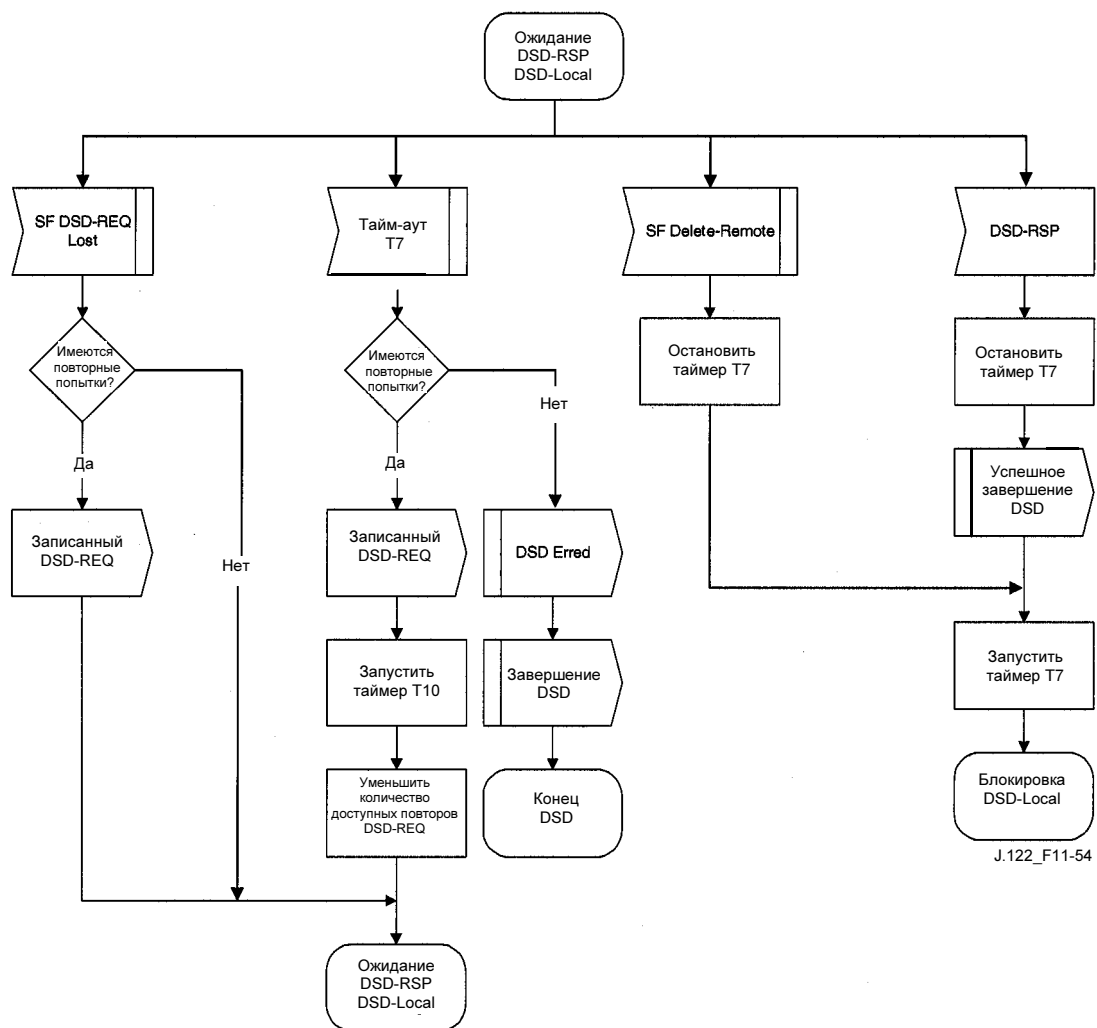 Ожидание
DSD-RSP
DSD-Local
SF DSD-REQ
Lost
Тайм-аут
T7
SF Delete-Remote
DSD-RSP
Имеются
повторные
попытки?
Имеются
повторные
попытки?
Остановить
таймер T7
Остановить
таймер T7
Нет
Да
Да
Успешное
завершение
DSD
Записанный
DSD-REQ
Нет
Записанный
DSD-REQ
DSD Erred
Запустить
таймер T10
Завершение
DSD
Запустить
таймер T7
Уменьшить
количество
доступных повторов
DSD-REQ
Конец
DSD
Блокировка
DSD-Local
J.122_F11-54
Ожидание
DSD-RSP
DSD-Local